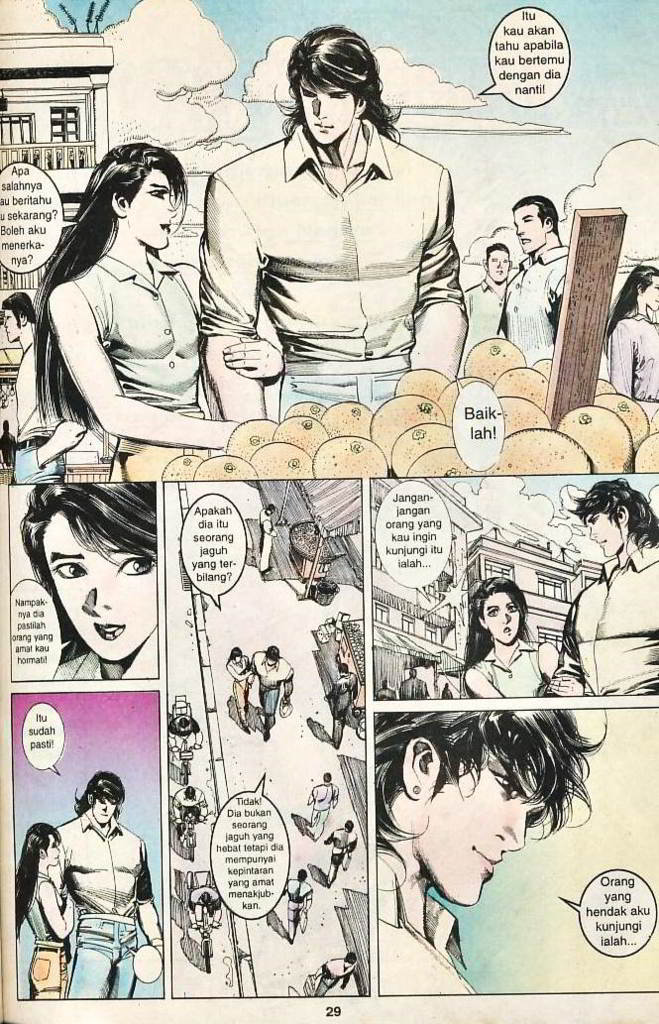 Itu
kau akan
tahu apabila
kau bertemu
dengan dia
nanti!
Apa
salahnya
au beritahu
u sekarang?
Boleh aku
menerka-
nya?
Baik-
lah!
Nampak-
nya dia
pastilah
orang yang
amat kau
hormati!
Itu
sudah
pasti!
Apakah
dia itu
seorang
jaguh
yang ter-
bilang?
Tidak!
Dia bukan
seorang
jaguh yang
hebat tetapi dia
mempunyai
kepintaran
yang amat
menakjub-
kan.
Jangan-
jangan
orang yang
kau ingin
kunjungi itu
ialah...
Orang
yang
hendak aku
kunjungi
ialah...
29